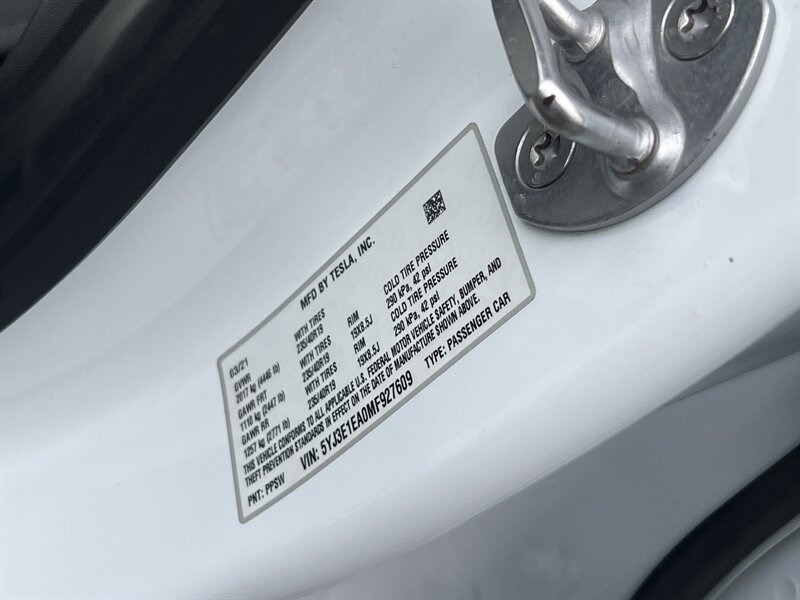 MFD BY TESLA, INC.
03/21
GVWR WITH TIRES RIM COLD TIRE PRESSURE
2017 kg (4446 lb) 235/40R19 19X8.5J 290 kPa, 42 psi
GAWR FRT WITH TIRES RIM COLD TIRE PRESSURE
1110 kg (2447 lb) 235/40R19 19X8.5J 290 kPa, 42 psi
GAWR RR WITH TIRES
1257 kg (2771 lb) 235/40R19
THIS VEHICLE CONFORMS TO ALL APPLICABLE U.S. FEDERAL MOTOR VEHICLE SAFETY, BUMPER, AND
THEFT PREVENTION STANDARDS IN EFFECT ON THE DATE OF MANUFACTURE SHOWN ABOVE.
VIN: 5YJ3E1EA0MF927609 TYPE: PASSENGER CAR
PNT: PPSW